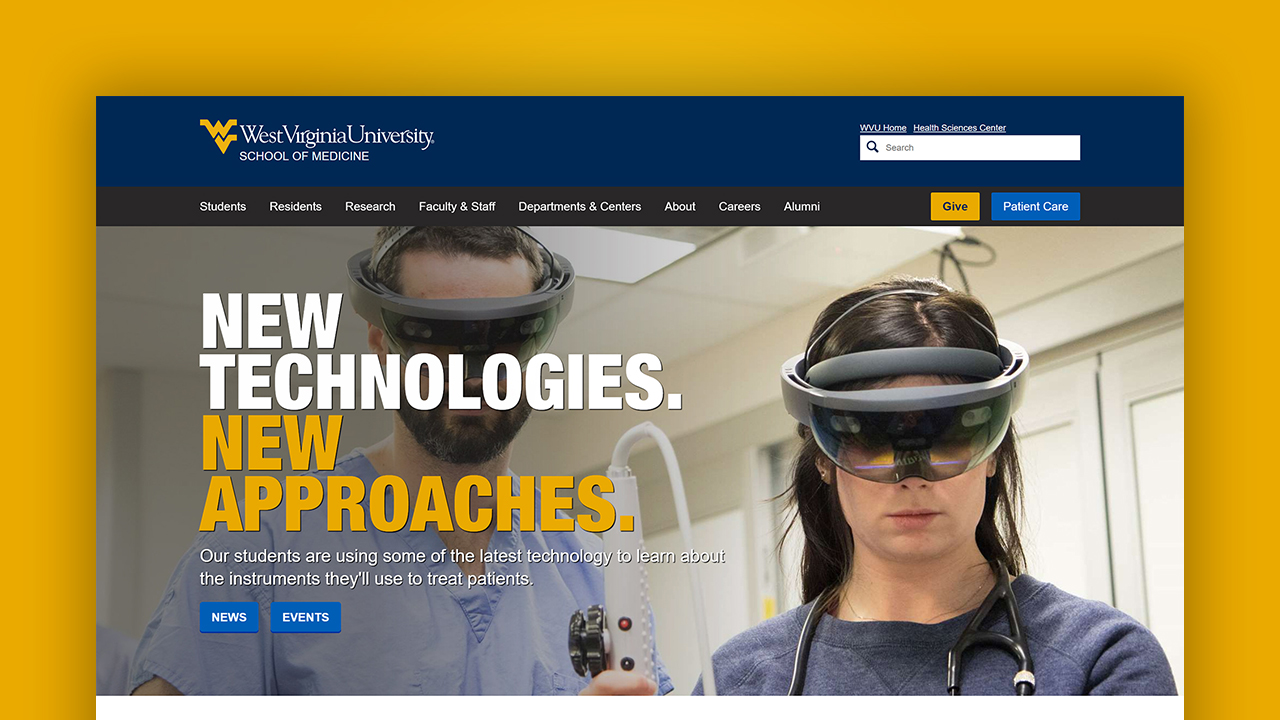 WestVirginiaUniversity®
SCHOOL OF MEDICINE
WVU Home Health Sciences Center
Search
Students Residents Research Faculty & Staff Departments & Centers About Careers Alumni Give Patient Care
NEW
TECHNOLOGIES.
NEW
APPROACHES.
Our students are using some of the latest technology to learn about
the instruments they'll use to treat patients.
NEWS EVENTS